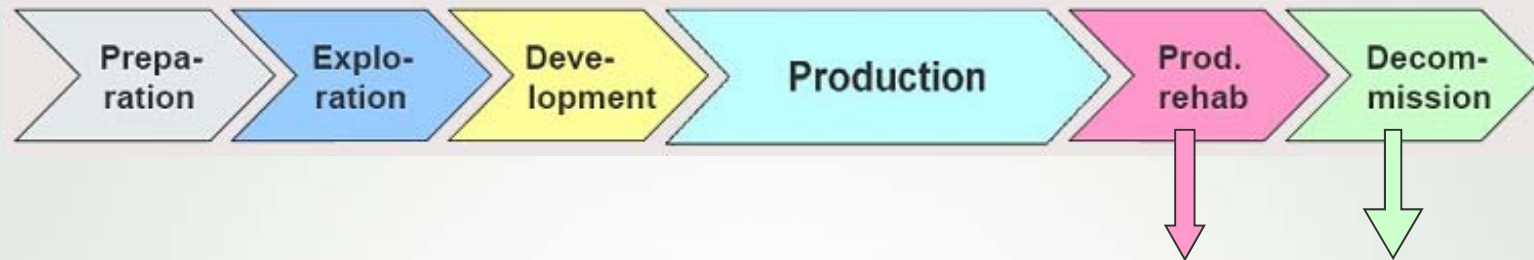 Prepa-
ration
Explo-
ration
Deve-
lopment
Production
Prod.
rehab
Decom-
mission